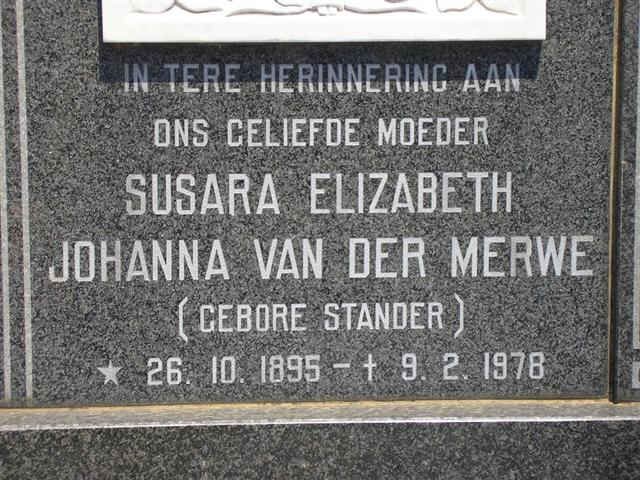 IN TERE HERINNERING AAN
ONS GELIEFDE MOEDER
SUSARA ELIZABETH
JOHANNA VAN DER MERWE
(GEBORE STANDER)
★ 26. 10. 1895 – † 9. 2. 1978